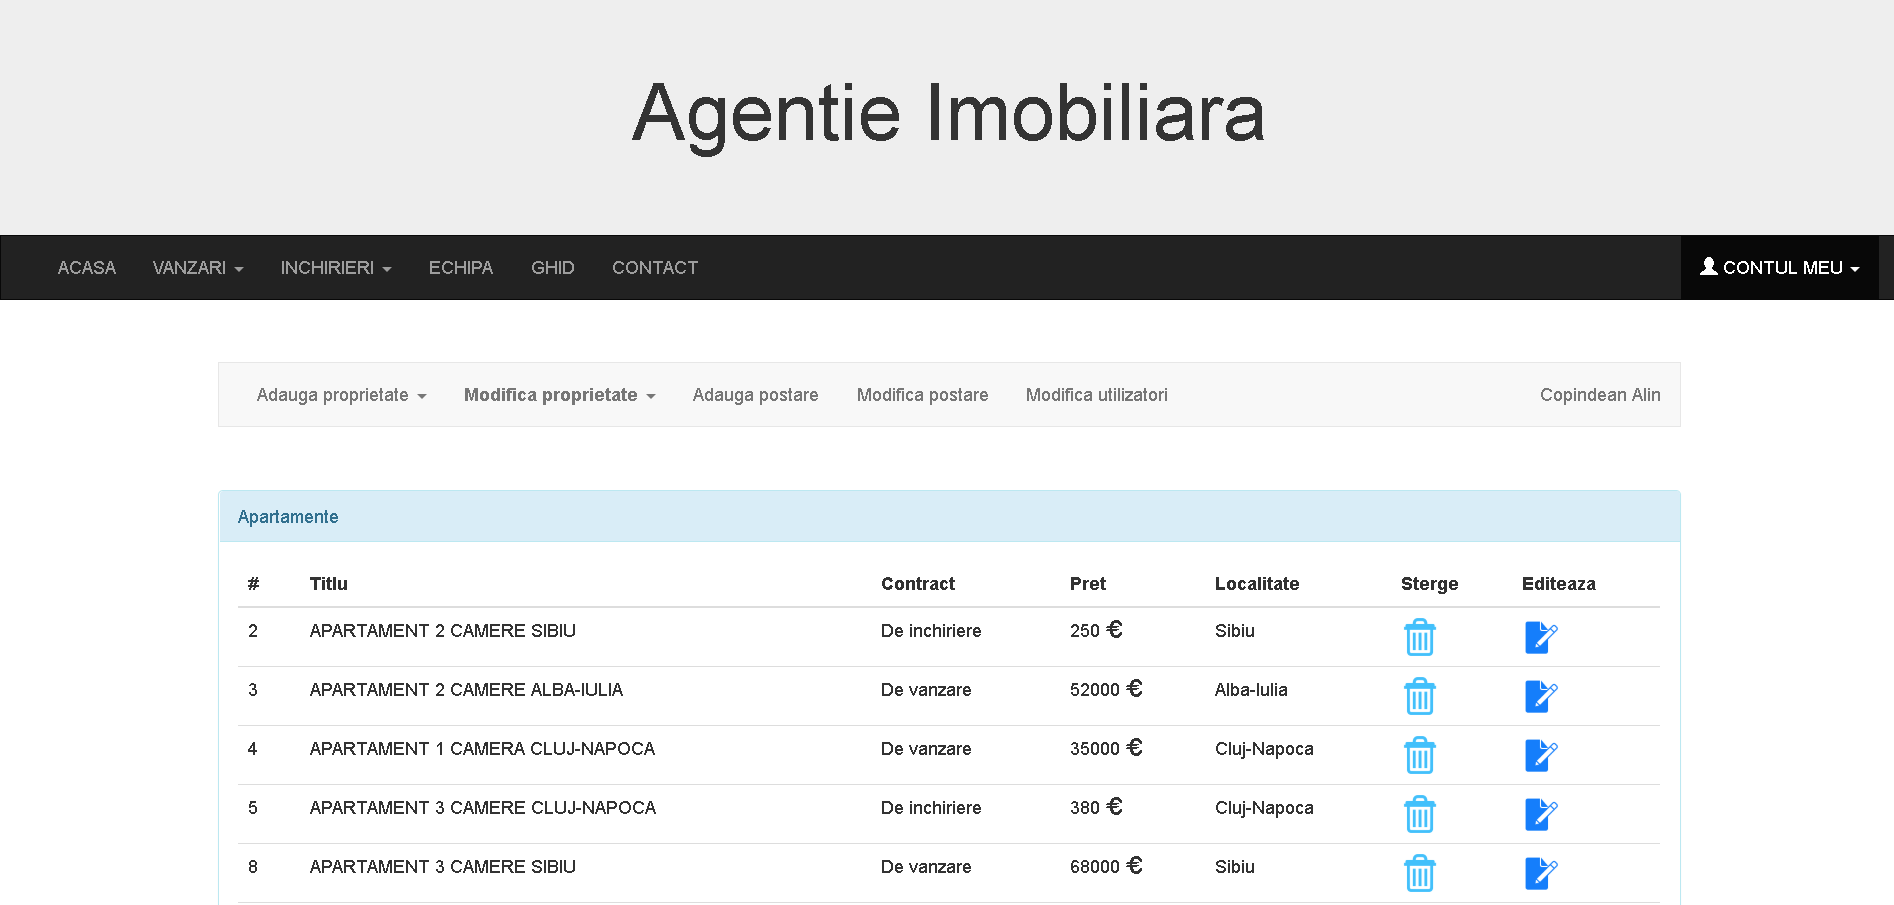 Agentie Imobiliara
ACASA VANZARI INCHIRIERI ECHIPA GHID CONTACT CONTUL MEU
Adauga proprietate Modifica proprietate Adauga postare Modifica postare Modifica utilizatori Copindean Alin
Apartamente
# Titlu Contract Pret Localitate Sterge Editeaza
2 APARTAMENT 2 CAMERE SIBIU De inchiriere 250 € Sibiu
3 APARTAMENT 2 CAMERE ALBA-IULIA De vanzare 52000 € Alba-Iulia
4 APARTAMENT 1 CAMERA CLUJ-NAPOCA De vanzare 35000 € Cluj-Napoca
5 APARTAMENT 3 CAMERE CLUJ-NAPOCA De inchiriere 380 € Cluj-Napoca
8 APARTAMENT 3 CAMERE SIBIU De vanzare 68000 € Sibiu